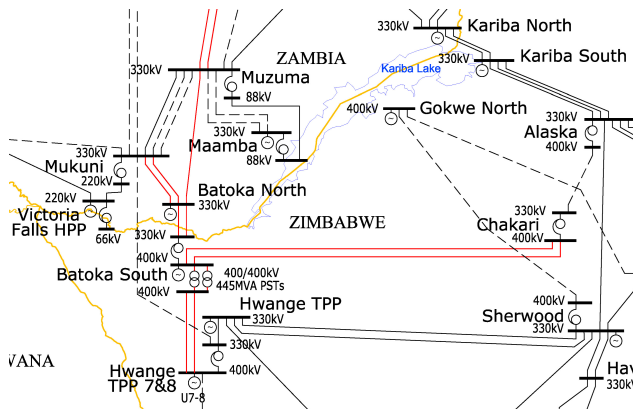 Kariba North
330kV
ZAMBIA
Kariba South
330kV
Kariba Lake
330kV
Muzuma
88kV
400kV
Gokwe North
330kV
Alaska
400kV
330kV
Maamba
88kV
330kV
Mukuni
220kV
Batoka North
330kV
220kV
Victoria
Falls HPP
66kV
ZIMBABWE
330kV
Chakari
400kV
330kV
400kV
Batoka South
400/400kV
445MVA PSTs
400kV
Hwange TPP
330kV
400kV
Sherwood
330kV
330kV
WANA
Hwange
TPP 7&8
400kV
U7-8
Hav
330kV